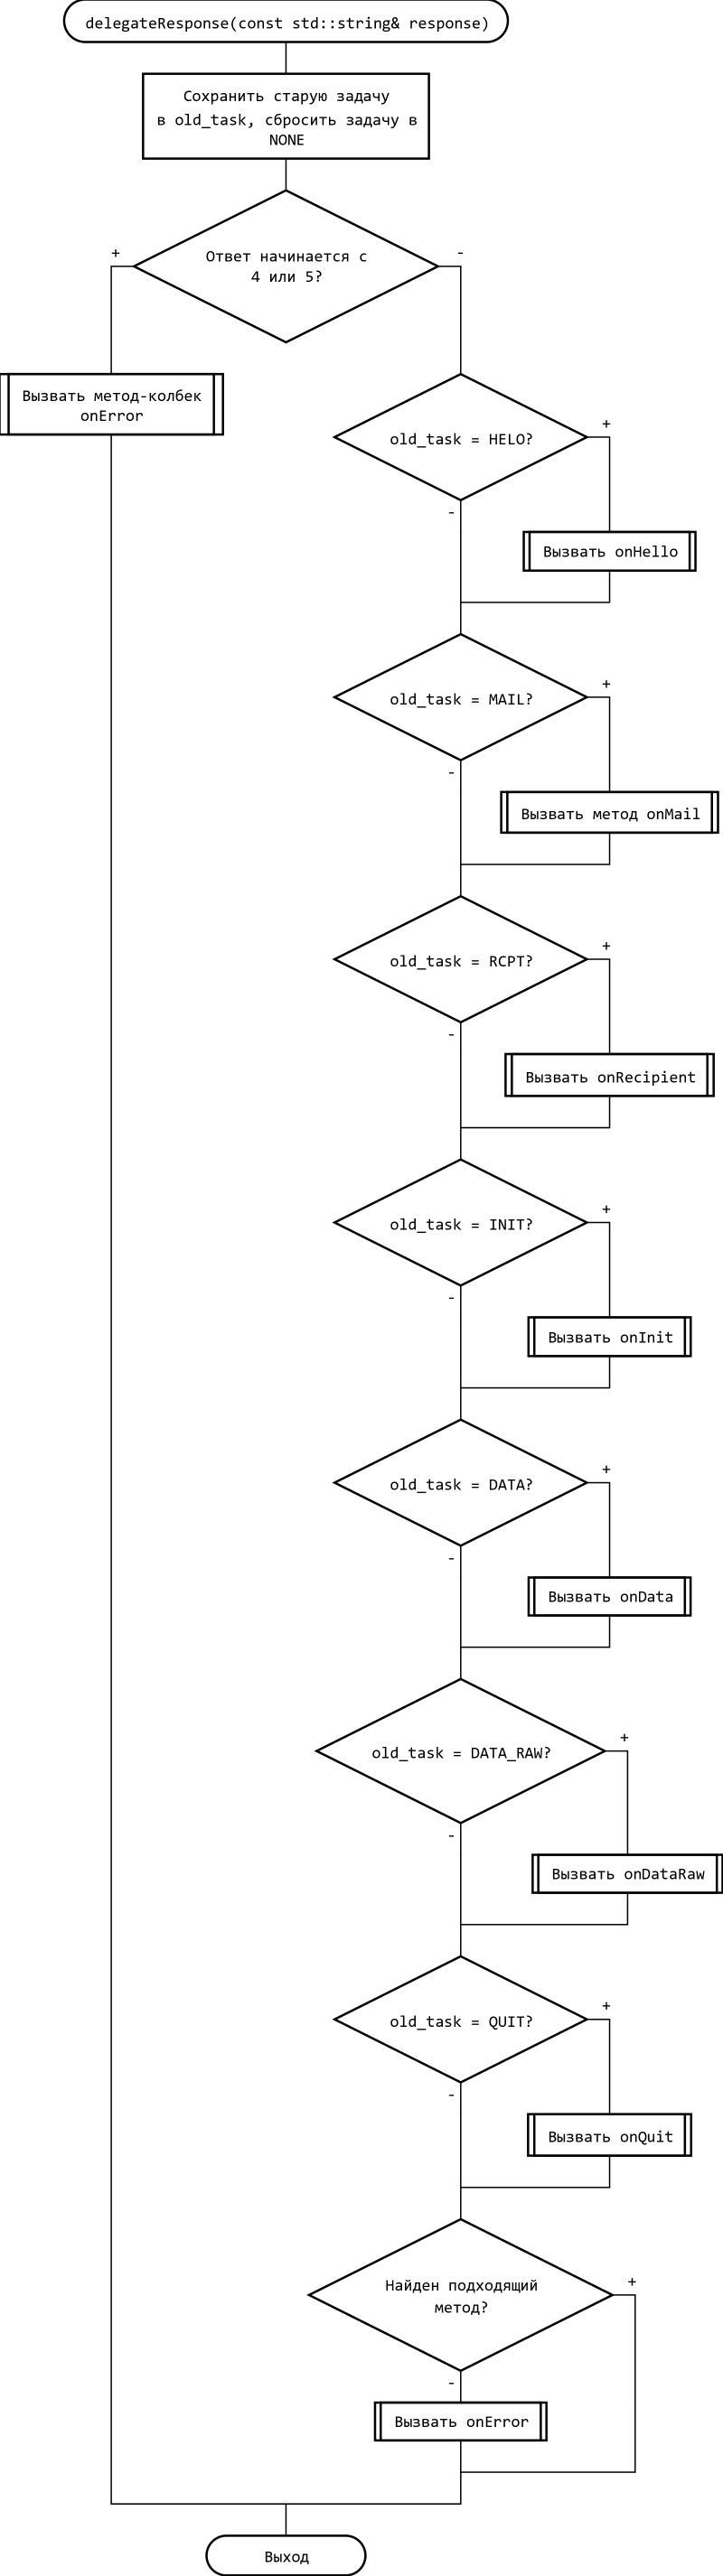 delegateResponse(const std::string& response)
Сохранить старую задачу
в old_task, сбросить задачу в
NONE
Ответ начинается с
4 или 5?
+
-
Вызвать метод-колбек
onError
old_task = HELO?
+
-
Вызвать onHello
old_task = MAIL?
+
-
Вызвать метод onMail
old_task = RCPT?
+
-
Вызвать onRecipient
old_task = INIT?
+
-
Вызвать onInit
old_task = DATA?
+
-
Вызвать onData
old_task = DATA_RAW?
+
-
Вызвать onDataRaw
old_task = QUIT?
+
-
Вызвать onQuit
Найден подходящий
метод?
+
-
Вызвать onError
Выход